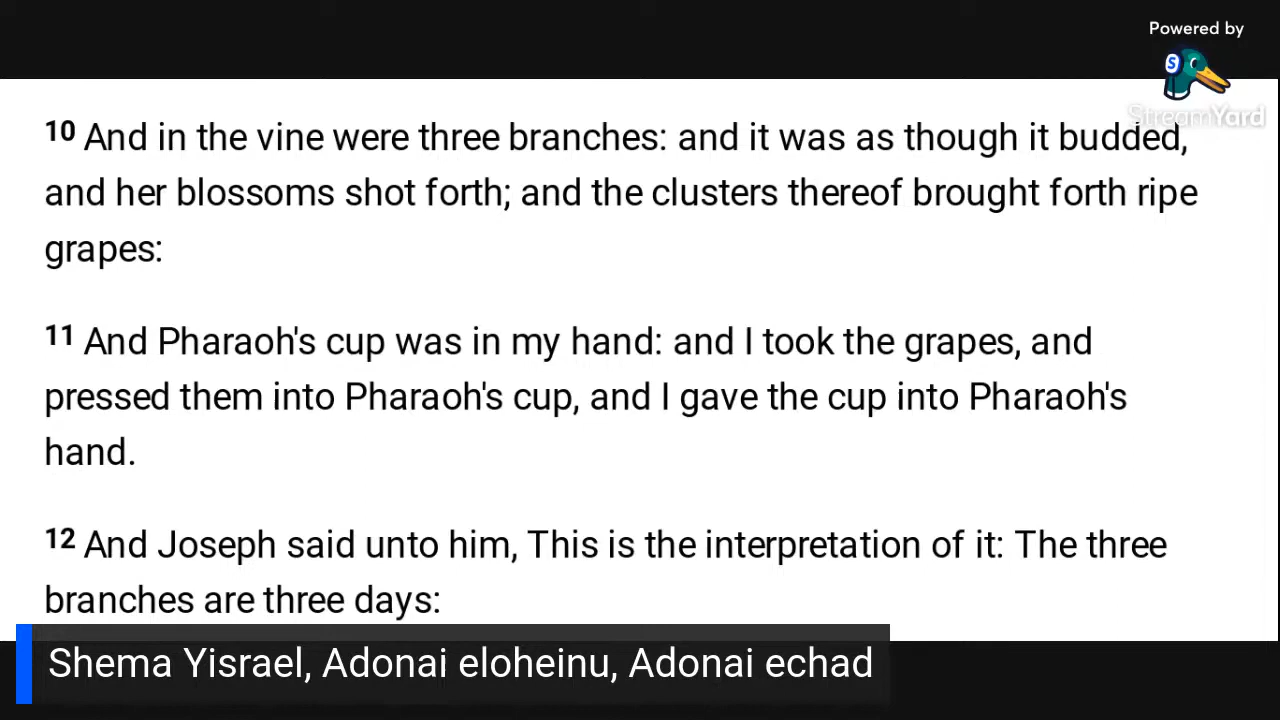 Powered by
S
StreamYard
10 And in the vine were three branches: and it was as though it budded,
and her blossoms shot forth; and the clusters thereof brought forth ripe
grapes:
11 And Pharaoh's cup was in my hand: and I took the grapes, and
pressed them into Pharaoh's cup, and I gave the cup into Pharaoh's
hand.
12 And Joseph said unto him, This is the interpretation of it: The three
branches are three days:
Shema Yisrael, Adonai eloheinu, Adonai echad